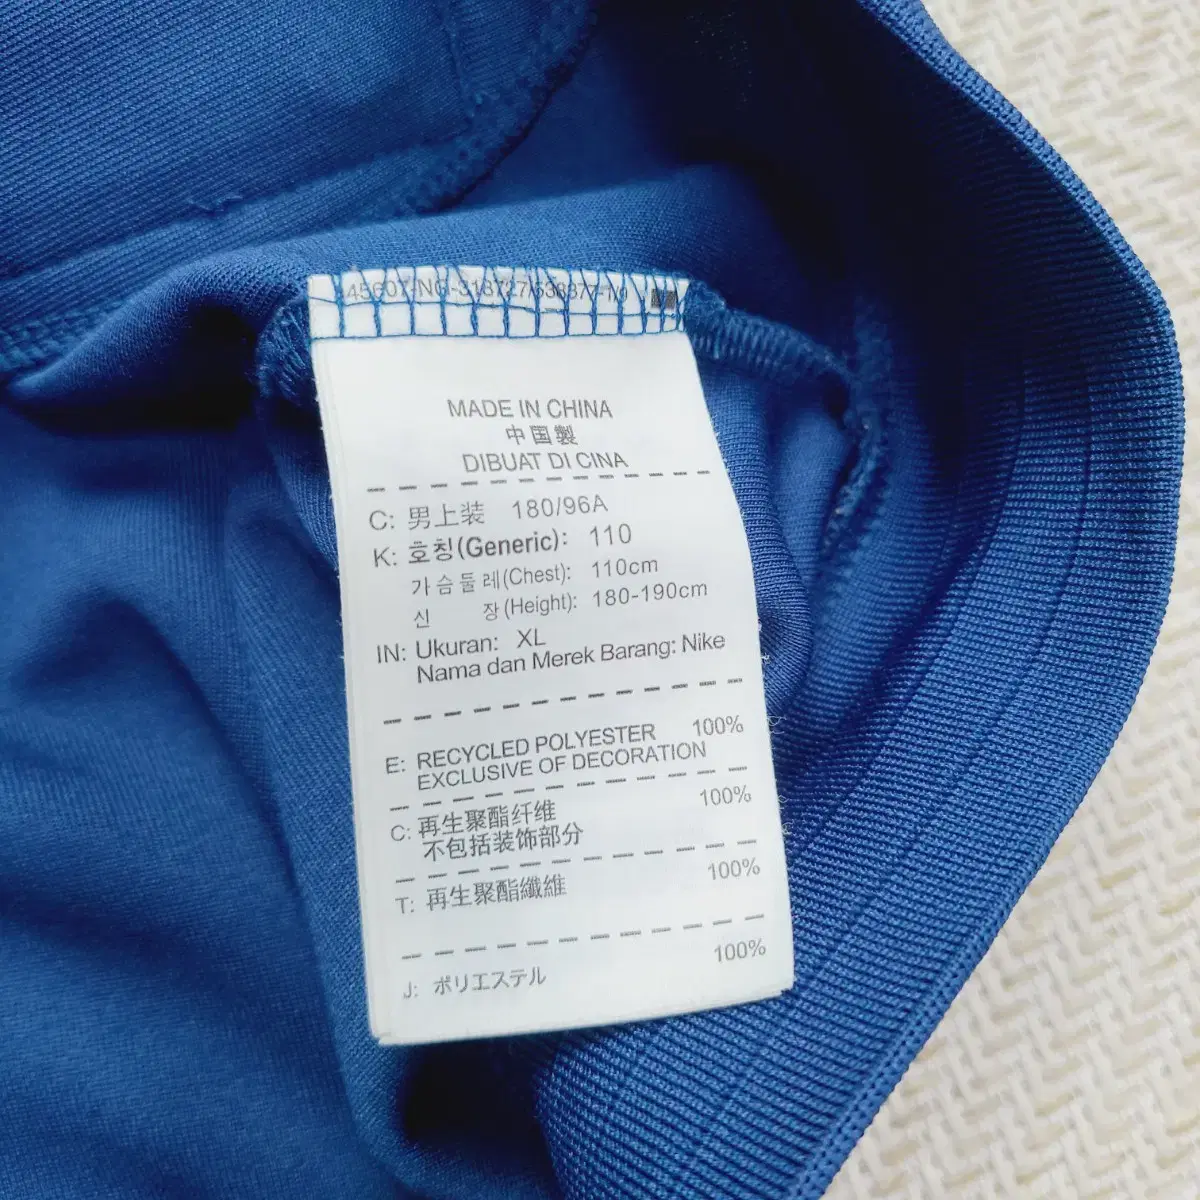 MADE IN CHINA
中国製
DIBUAT DI CINA
C: 男上装 180/96A
K: 호칭(Generic): 110
가슴둘레(Chest): 110cm
신 장(Height): 180-190cm
IN: Ukuran: XL
Nama dan Merek Barang: Nike
E: RECYCLED POLYESTER 100%
EXCLUSIVE OF DECORATION
C: 再生聚酯纤维 100%
不包括装饰部分
T: 再生聚酯纖維 100%
J: ポリエステル 100%